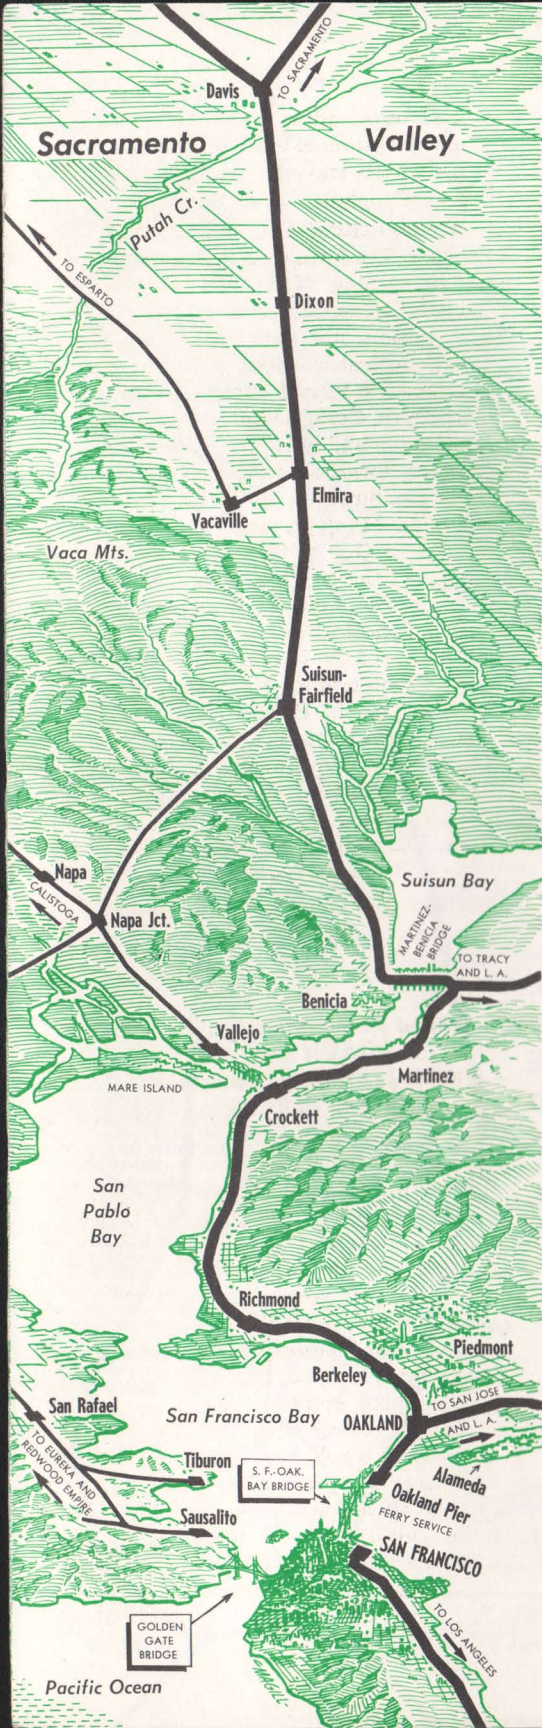 Davis
TO SACRAMENTO
Sacramento Valley
Putah Cr.
TO ESPARTO
Dixon
Elmira
Vacaville
Vaca Mts.
Suisun-
Fairfield
Napa
CALISTOGA
Napa Jct.
Suisun Bay
MARTINEZ-
BENICIA
BRIDGE
TO TRACY
AND L. A.
Benicia
Vallejo
Martinez
MARE ISLAND
Crockett
San
Pablo
Bay
Richmond
Piedmont
Berkeley
San Rafael
San Francisco Bay
OAKLAND
TO SAN JOSE
AND L. A.
TO EUREKA AND
REDWOOD EMPIRE
Tiburon
S. F.-OAK.
BAY BRIDGE
Alameda
Oakland Pier
FERRY SERVICE
Sausalito
SAN FRANCISCO
GOLDEN
GATE
BRIDGE
TO LOS ANGELES
Pacific Ocean